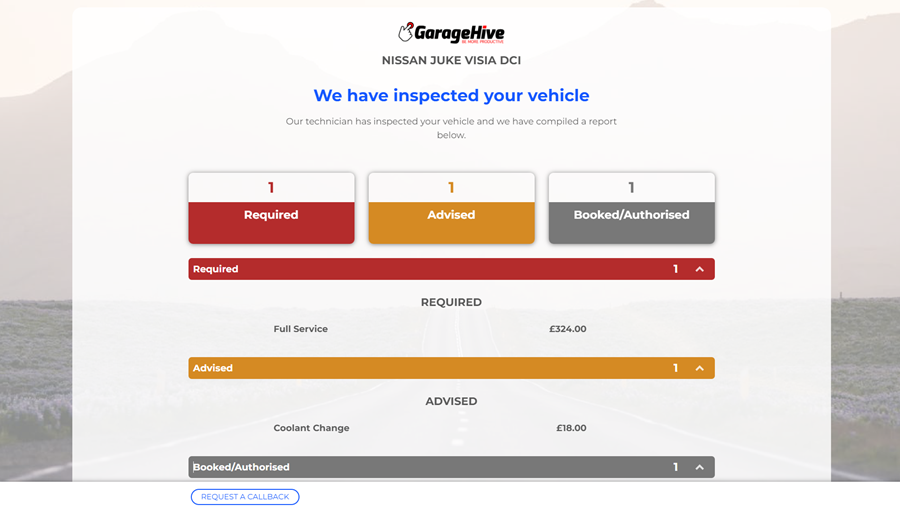 GarageHive
BE MORE PRODUCTIVE
NISSAN JUKE VISIA DCI
We have inspected your vehicle
Our technician has inspected your vehicle and we have compiled a report
below.
1 1 1
Required Advised Booked/Authorised
Required 1
REQUIRED
Full Service £324.00
Advised 1
ADVISED
Coolant Change £18.00
Booked/Authorised 1
REQUEST A CALLBACK